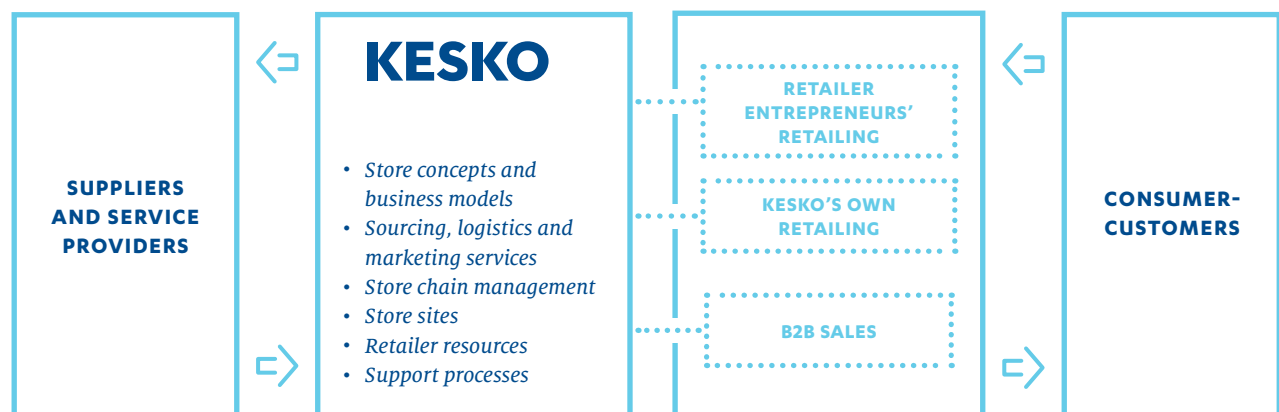 SUPPLIERS
AND SERVICE
PROVIDERS
KESKO
• Store concepts and
business models
• Sourcing, logistics and
marketing services
• Store chain management
• Store sites
• Retailer resources
• Support processes
RETAILER
ENTREPRENEURS’
RETAILING
KESKO’S OWN
RETAILING
B2B SALES
CONSUMER-
CUSTOMERS